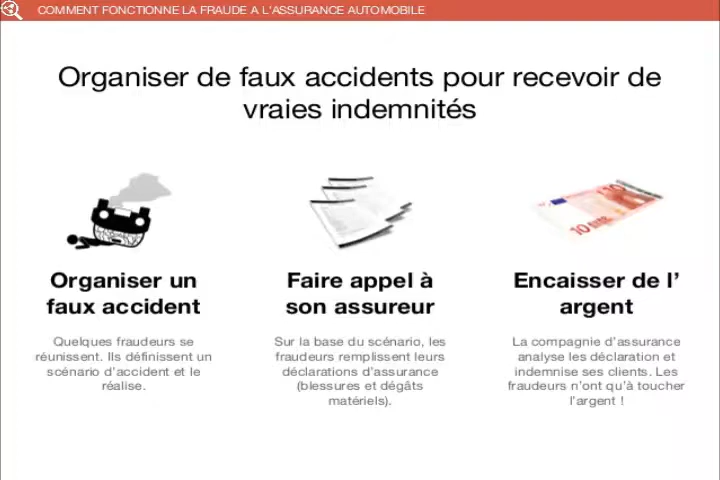 COMMENT FONCTIONNE LA FRAUDE A L'ASSURANCE AUTOMOBILE
Organiser de faux accidents pour recevoir de
vraies indemnités
10
10 EURO
Organiser un
faux accident
Quelques fraudeurs se
réunissent. Ils définissent un
scénario d'accident et le
réalise.
Faire appel à
son assureur
Sur la base du scénario, les
fraudeurs remplissent leurs
déclarations d'assurance
(blessures et dégâts
matériels).
Encaisser de l'
argent
La compagnie d'assurance
analyse les déclaration et
indemnise ses clients. Les
fraudeurs n'ont qu'à toucher
l'argent !